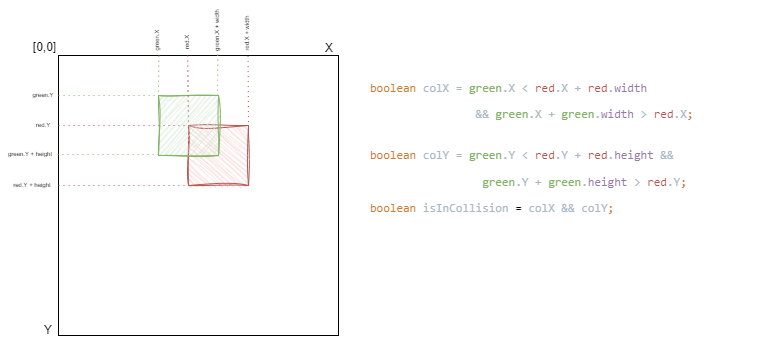 green.X
red.X
green.X + width
red.X + width
[0,0]
X
green.Y
red.Y
green.Y + height
red.Y + height
Y
boolean colX = green.X < red.X + red.width
&& green.X + green.width > red.X;
boolean colY = green.Y < red.Y + red.height &&
green.Y + green.height > red.Y;
boolean isInCollision = colX && colY;